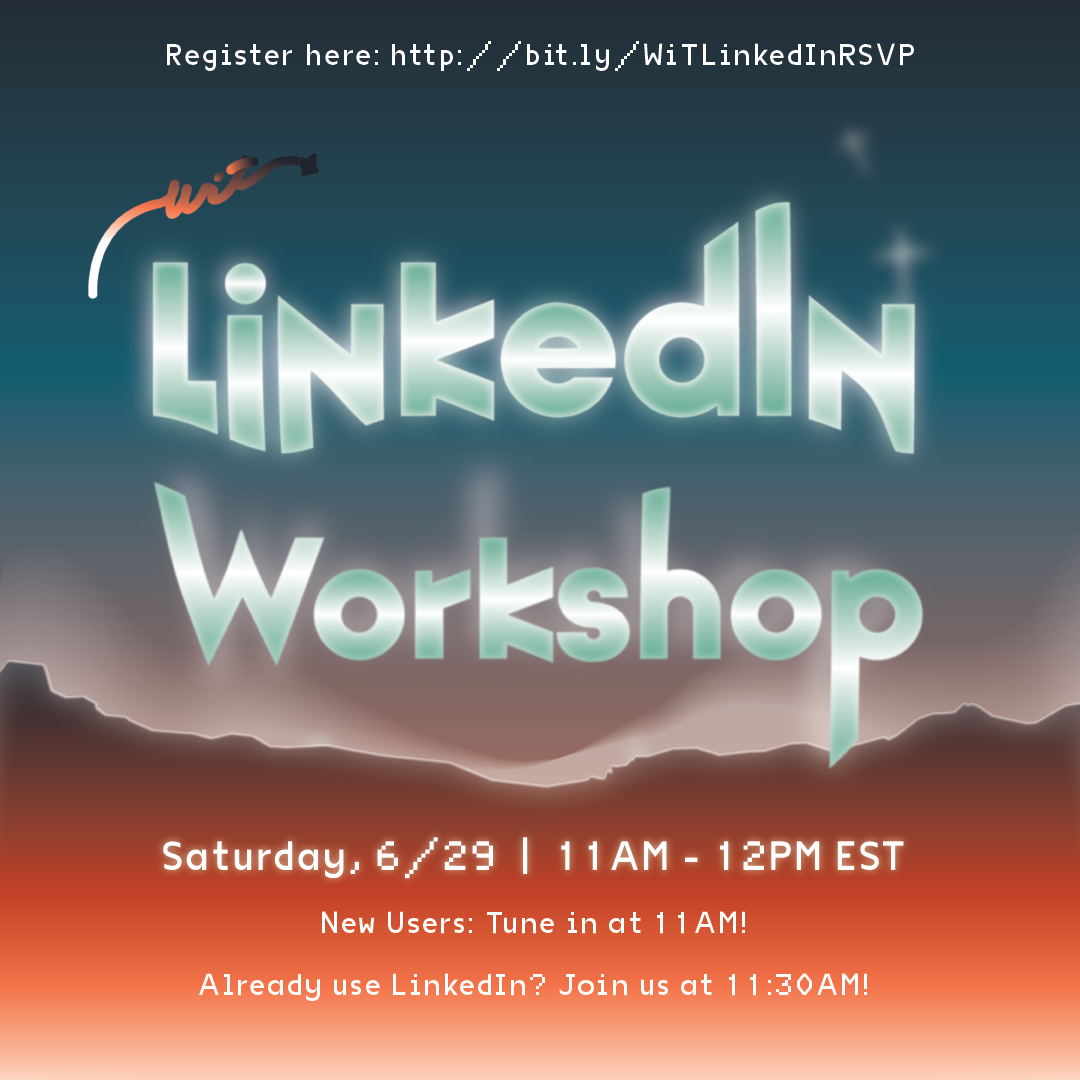 Register here: http://bit.ly/WiTLinkedInRSVP
wit
LinkedIn
Workshop
Saturday, 6/29 | 11AM - 12PM EST
New Users: Tune in at 11AM!
Already use LinkedIn? Join us at 11:30AM!